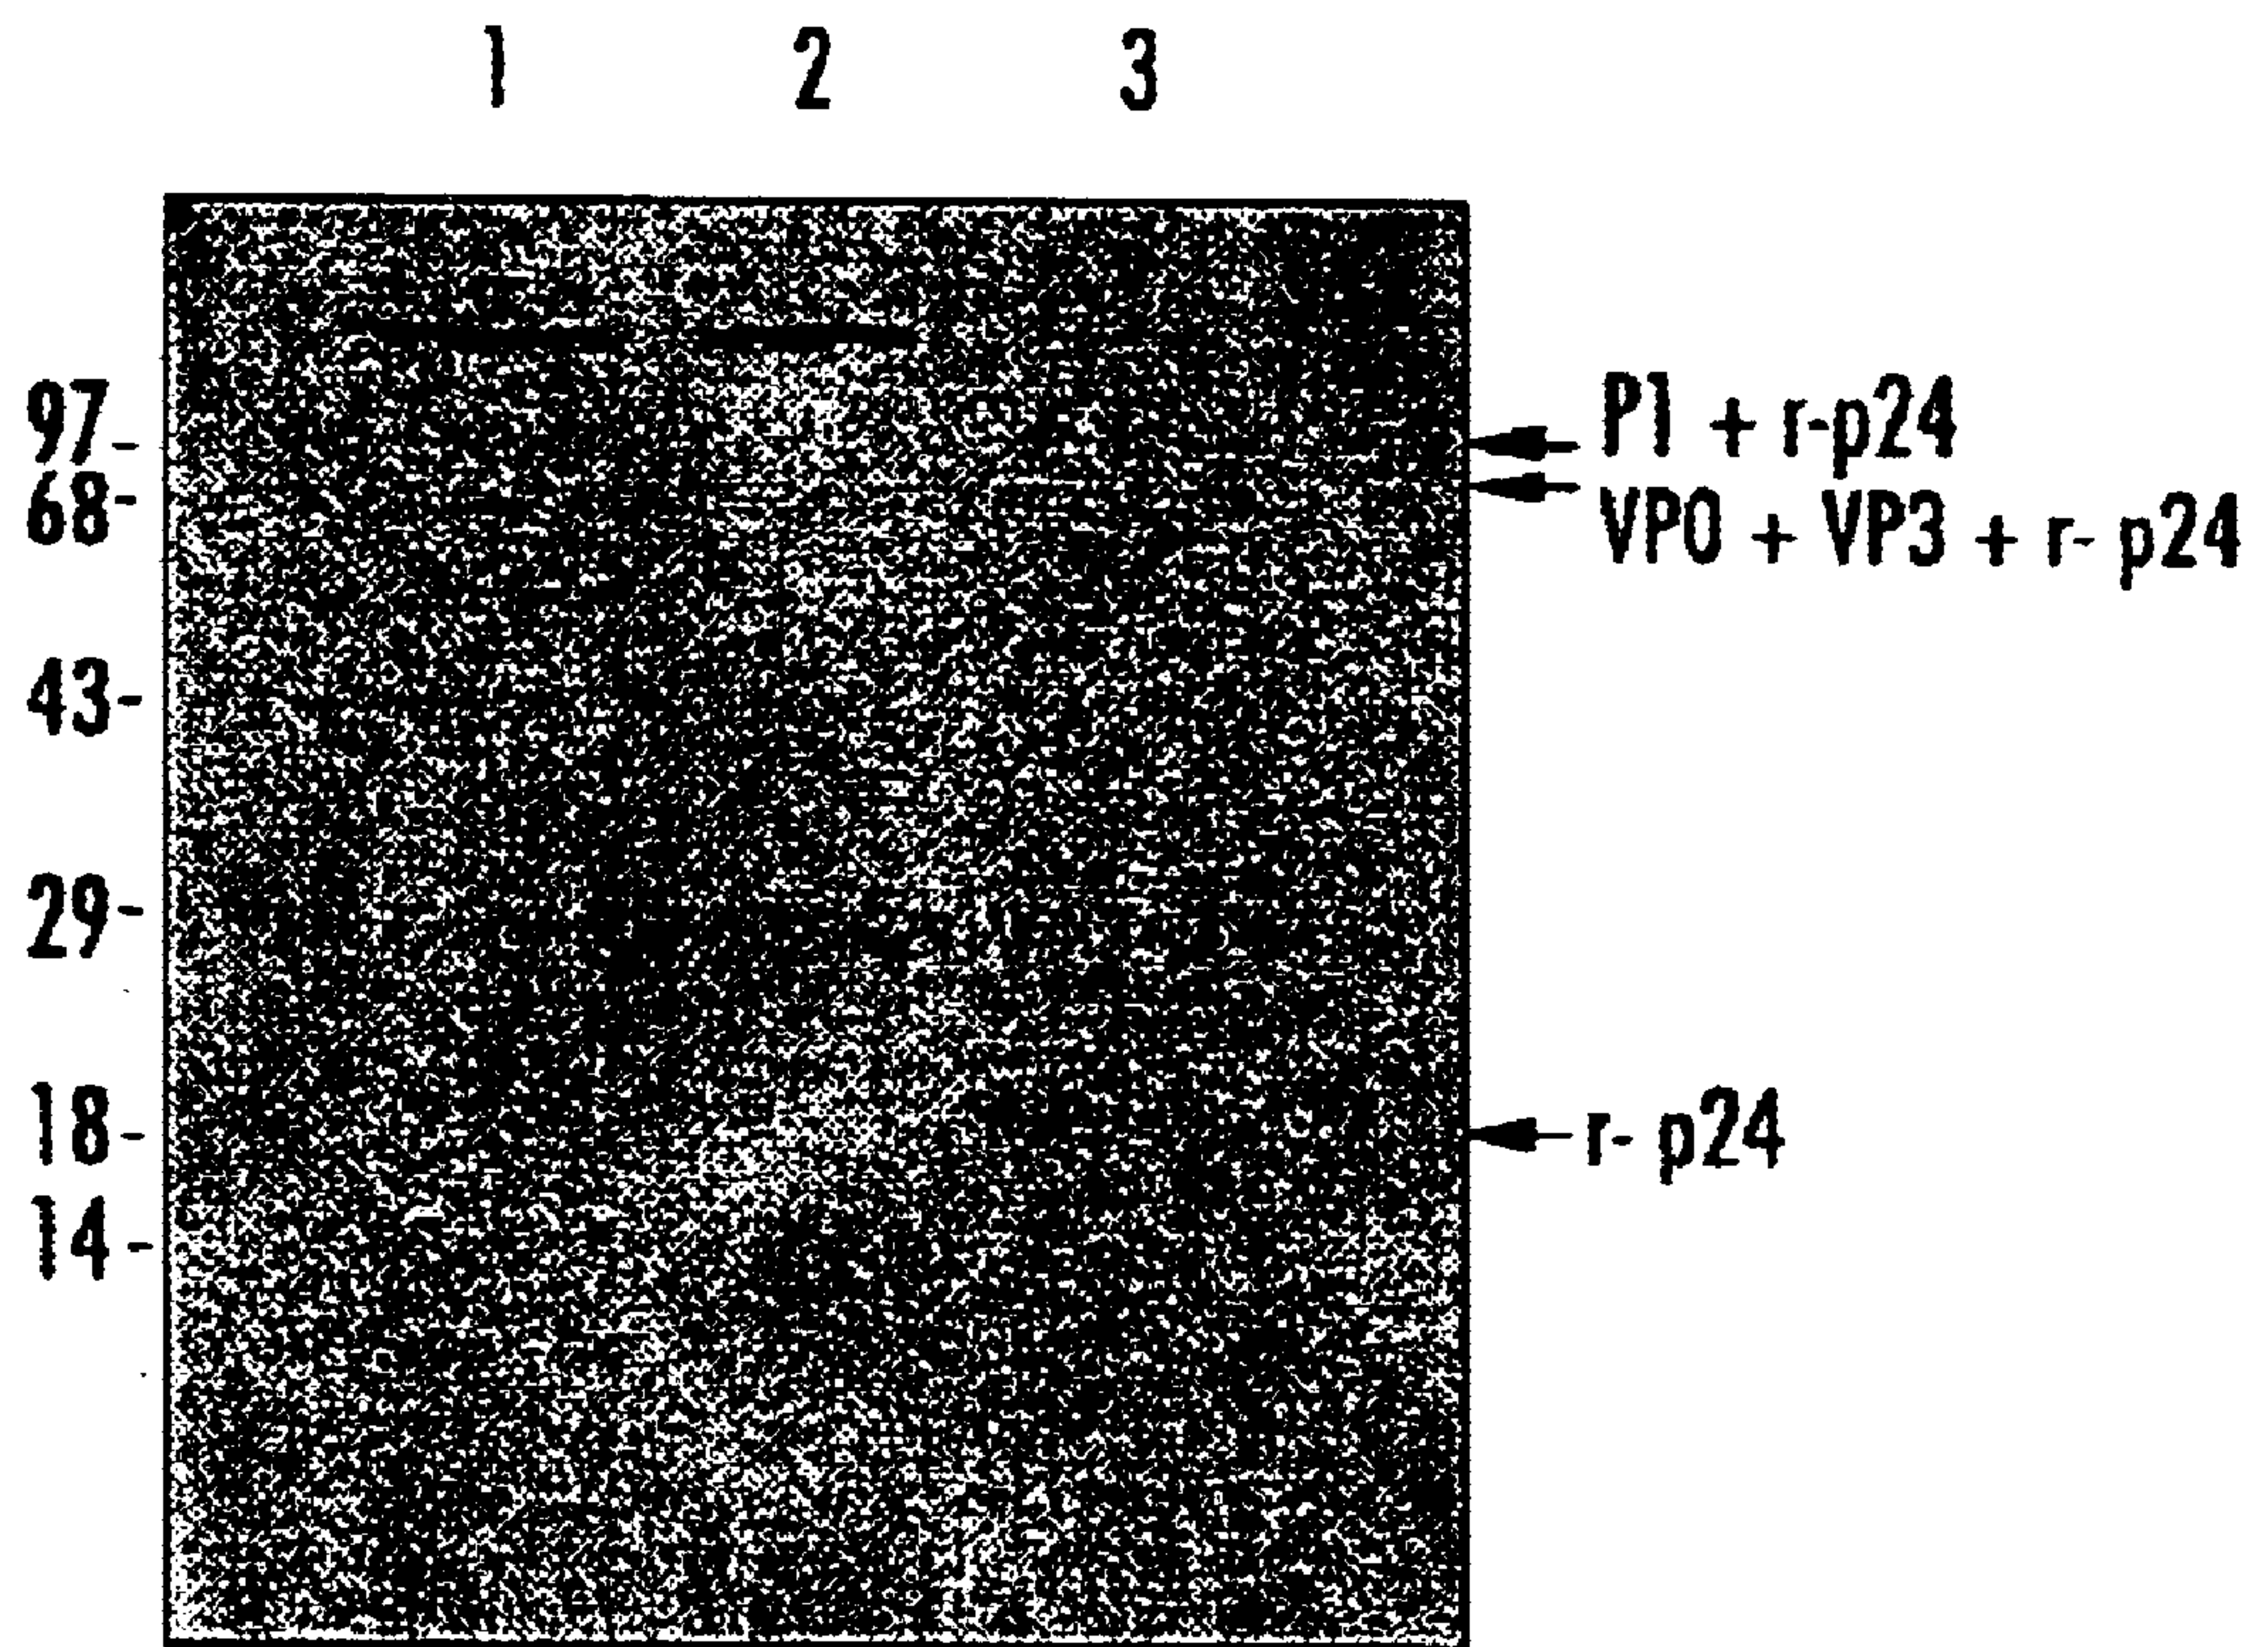 1 2 3
97-
68-
43-
29-
18-
14-
P1 + r-p24
VP0 + VP3 + r- p24
r- p24